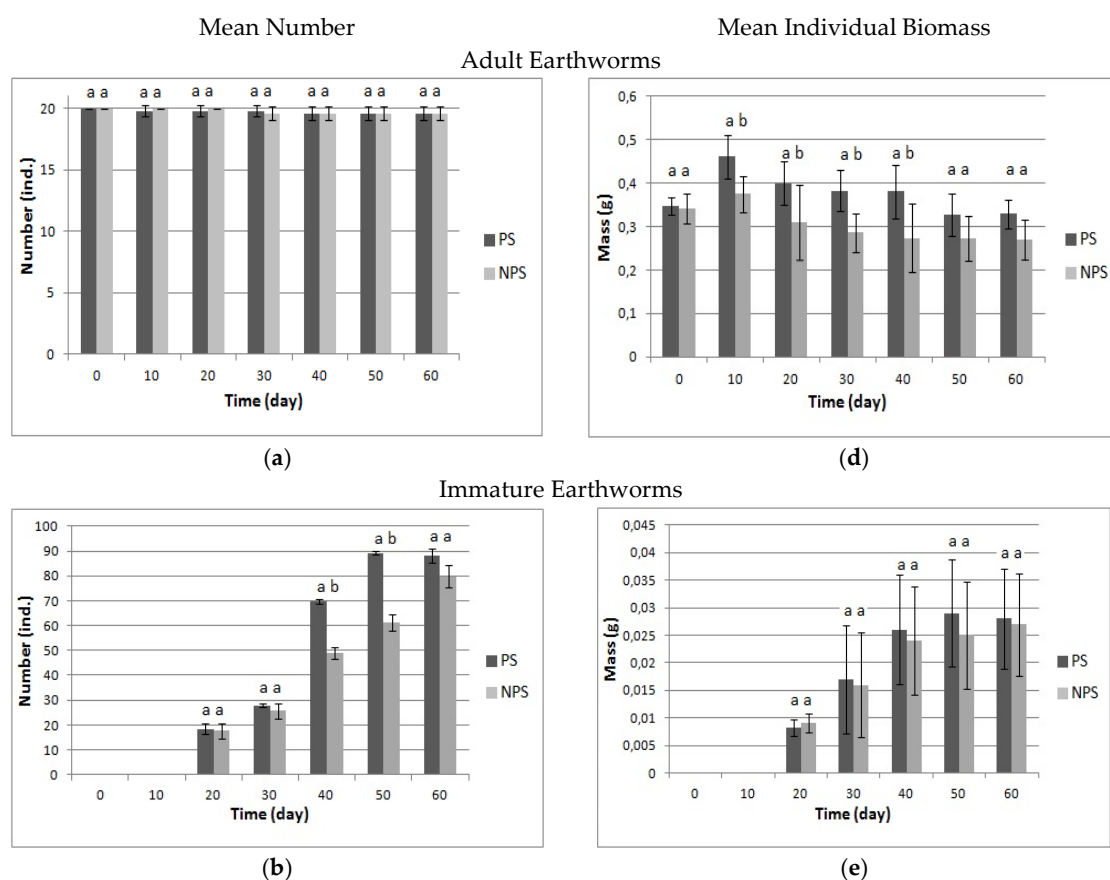 Mean Number
Mean Individual Biomass
Adult Earthworms
a a a a a a a a a a a a a a
20
15
10
5
0
Number (ind.)
0 10 20 30 40 50 60
Time (day)
PS
NPS
(a)
0,6
0,5
0,4
0,3
0,2
0,1
0
Mass (g)
a a a b a b a b a b a a a a
0 10 20 30 40 50 60
Time (day)
PS
NPS
(d)
Immature Earthworms
100
90
80
70
60
50
40
30
20
10
0
Number (ind.)
a a a a a b a b a a
0 10 20 30 40 50 60
Time (day)
PS
NPS
(b)
0,045
0,04
0,035
0,03
0,025
0,02
0,015
0,01
0,005
0
Mass (g)
a a a a a a a a a a
0 10 20 30 40 50 60
Time (day)
PS
NPS
(e)